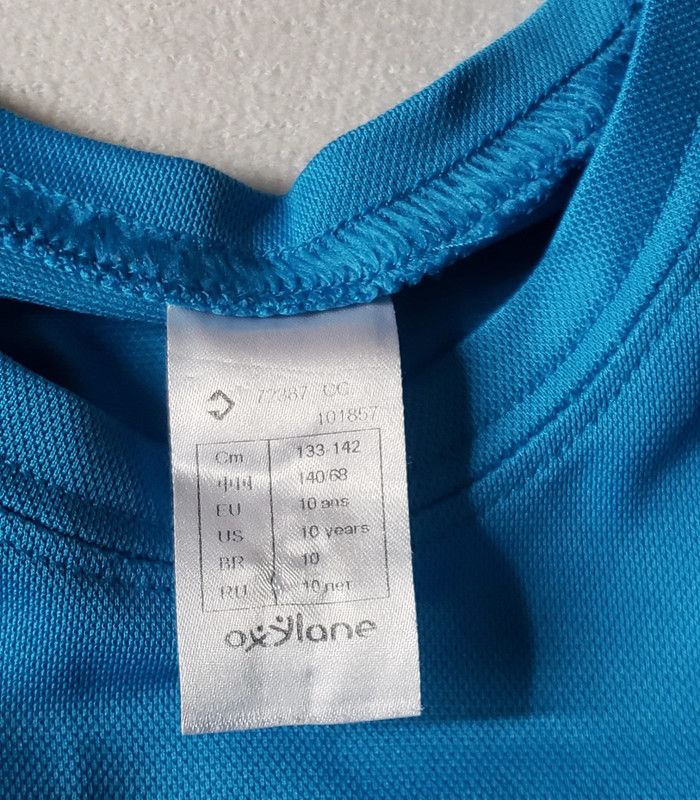 72387 CC
101857
Cm 133-142
中国 140/68
EU 10 ans
US 10 years
BR 10
RU 10 лет
oxylane